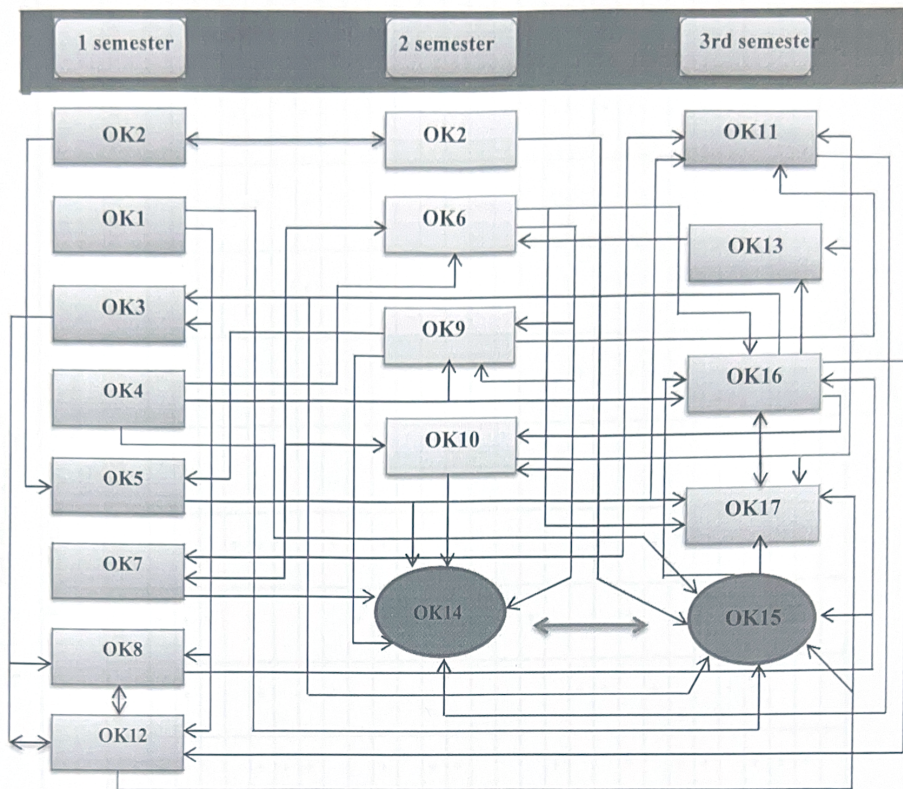 1 semester
2 semester
3rd semester
OK2
OK2
OK11
OK1
OK6
OK13
OK3
OK9
OK4
OK16
OK10
OK5
OK17
OK7
OK14
OK15
OK8
OK12